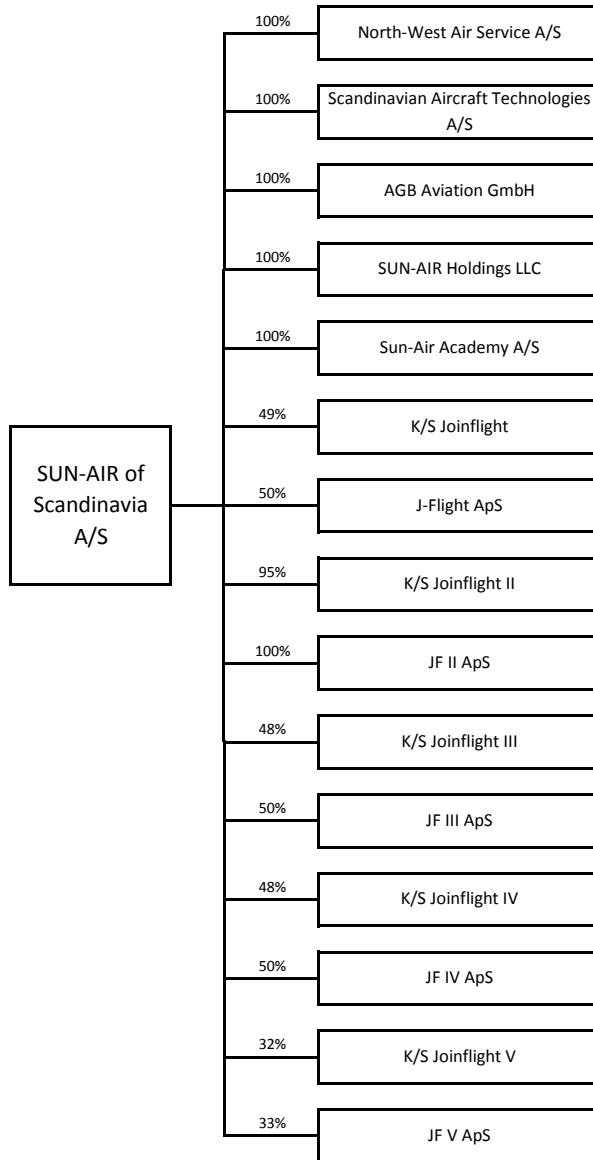 100%
North-West Air Service A/S
100%
Scandinavian Aircraft Technologies
A/S
100%
AGB Aviation GmbH
100%
SUN-AIR Holdings LLC
100%
Sun-Air Academy A/S
49%
K/S Joinflight
SUN-AIR of
Scandinavia
A/S
50%
J-Flight ApS
95%
K/S Joinflight II
100%
JF II ApS
48%
K/S Joinflight III
50%
JF III ApS
48%
K/S Joinflight IV
50%
JF IV ApS
32%
K/S Joinflight V
33%
JF V ApS